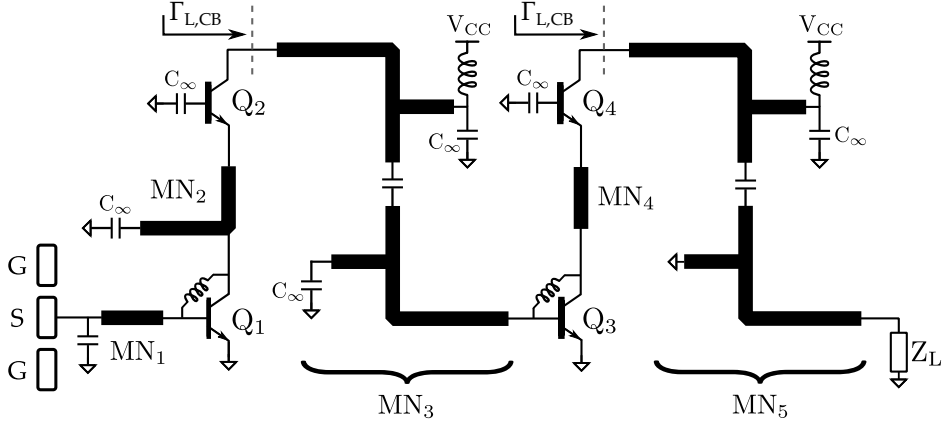 Γ_L,CB
Γ_L,CB
V_CC
V_CC
C_∞
Q_2
C_∞
Q_4
C_∞
C_∞
MN_2
C_∞
MN_4
G
C_∞
S
MN_1
Q_1
Q_3
G
Z_L
MN_3
MN_5